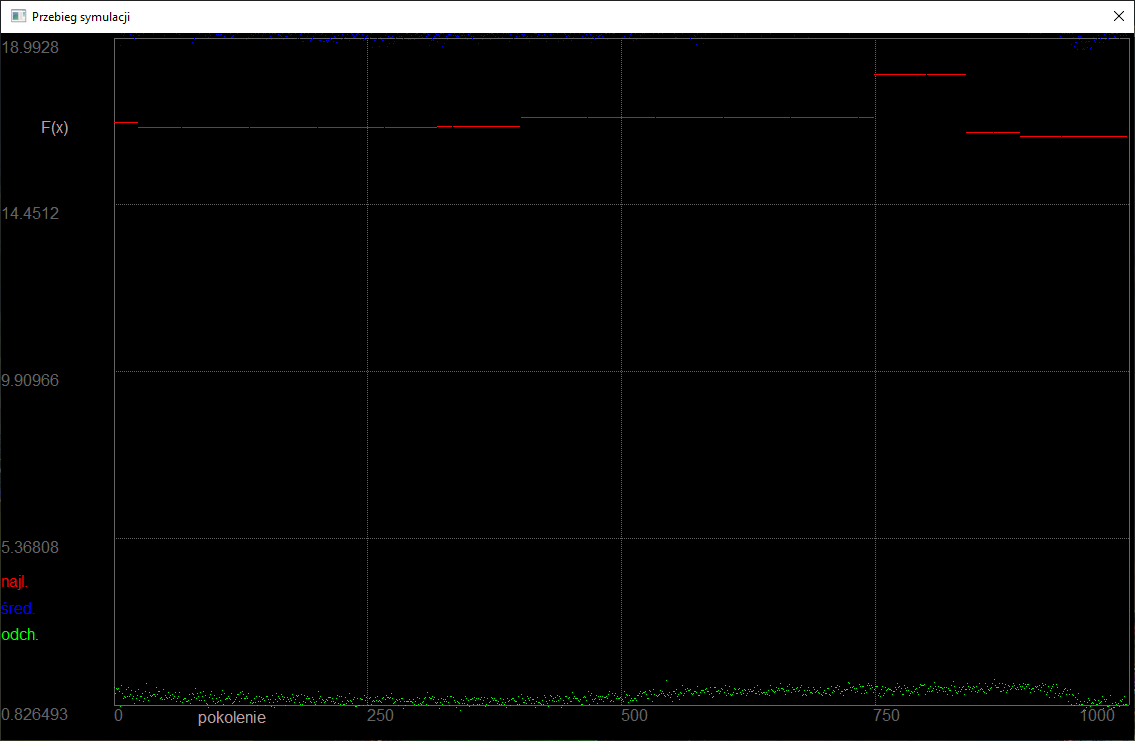 Przebieg symulacji
18.9928
F(x)
14.4512
9.90966
5.36808
najl.
śred.
odch.
0.826493
0 pokolenie 250 500 750 1000